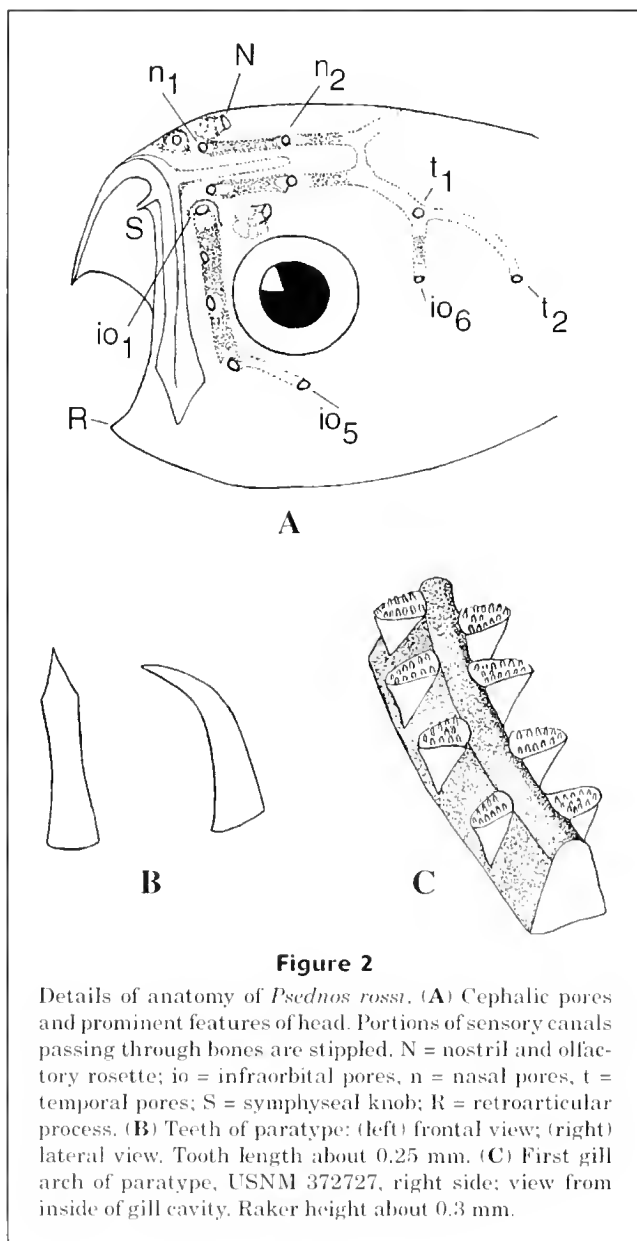 N
n1
n2
t1
S
io1
io6
t2
R
io5
A
B
C
Figure 2
Details of anatomy of Psednos rossi. (A) Cephalic pores
and prominent features of head. Portions of sensory canals
passing through bones are stippled. N = nostril and olfac-
tory rosette; io = infraorbital pores, n = nasal pores, t =
temporal pores; S = symphyseal knob; R = retroarticular
process. (B) Teeth of paratype: (left) frontal view; (right)
lateral view. Tooth length about 0.25 mm. (C) First gill
arch of paratype, USNM 372727, right side; view from
inside of gill cavity. Raker height about 0.3 mm.